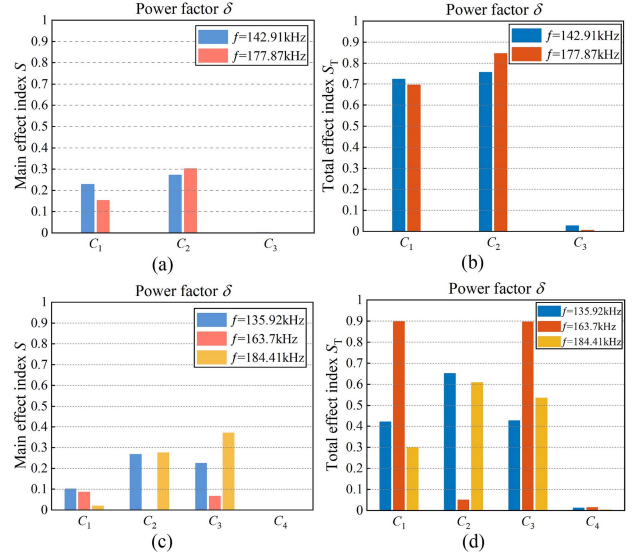 Power factor δ
Main effect index S
1
0.9
0.8
0.7
0.6
0.5
0.4
0.3
0.2
0.1
0
f=142.91kHz
f=177.87kHz
C1 C2 C3
(a)
Power factor δ
Total effect index ST
1
0.9
0.8
0.7
0.6
0.5
0.4
0.3
0.2
0.1
0
f=142.91kHz
f=177.87kHz
C1 C2 C3
(b)
Power factor δ
Main effect index S
1
0.9
0.8
0.7
0.6
0.5
0.4
0.3
0.2
0.1
0
f=135.92kHz
f=163.7kHz
f=184.41kHz
C1 C2 C3 C4
(c)
Power factor δ
Total effect index ST
1
0.9
0.8
0.7
0.6
0.5
0.4
0.3
0.2
0.1
0
f=135.92kHz
f=163.7kHz
f=184.41kHz
C1 C2 C3 C4
(d)